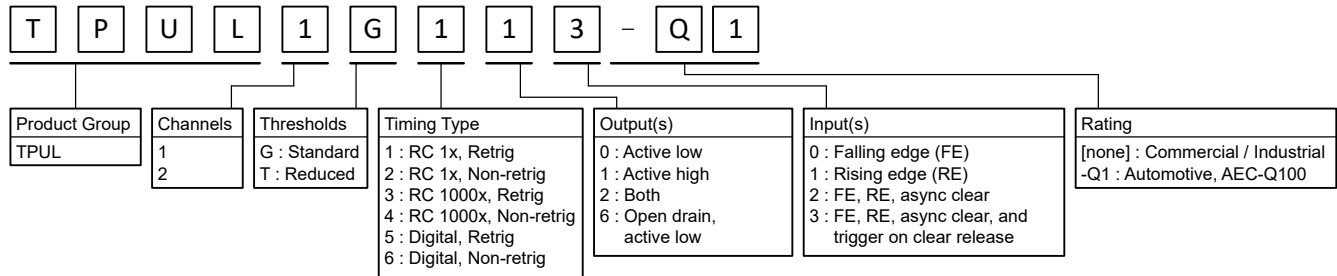 T P U L 1 G 1 1 3 - Q 1
Product Group
TPUL
Channels
1
2
Thresholds
G : Standard
T : Reduced
Timing Type
1 : RC 1x, Retrig
2 : RC 1x, Non-retrig
3 : RC 1000x, Retrig
4 : RC 1000x, Non-retrig
5 : Digital, Retrig
6 : Digital, Non-retrig
Output(s)
0 : Active low
1 : Active high
2 : Both
6 : Open drain,
active low
Input(s)
0 : Falling edge (FE)
1 : Rising edge (RE)
2 : FE, RE, async clear
3 : FE, RE, async clear, and
trigger on clear release
Rating
[none] : Commercial / Industrial
-Q1 : Automotive, AEC-Q100